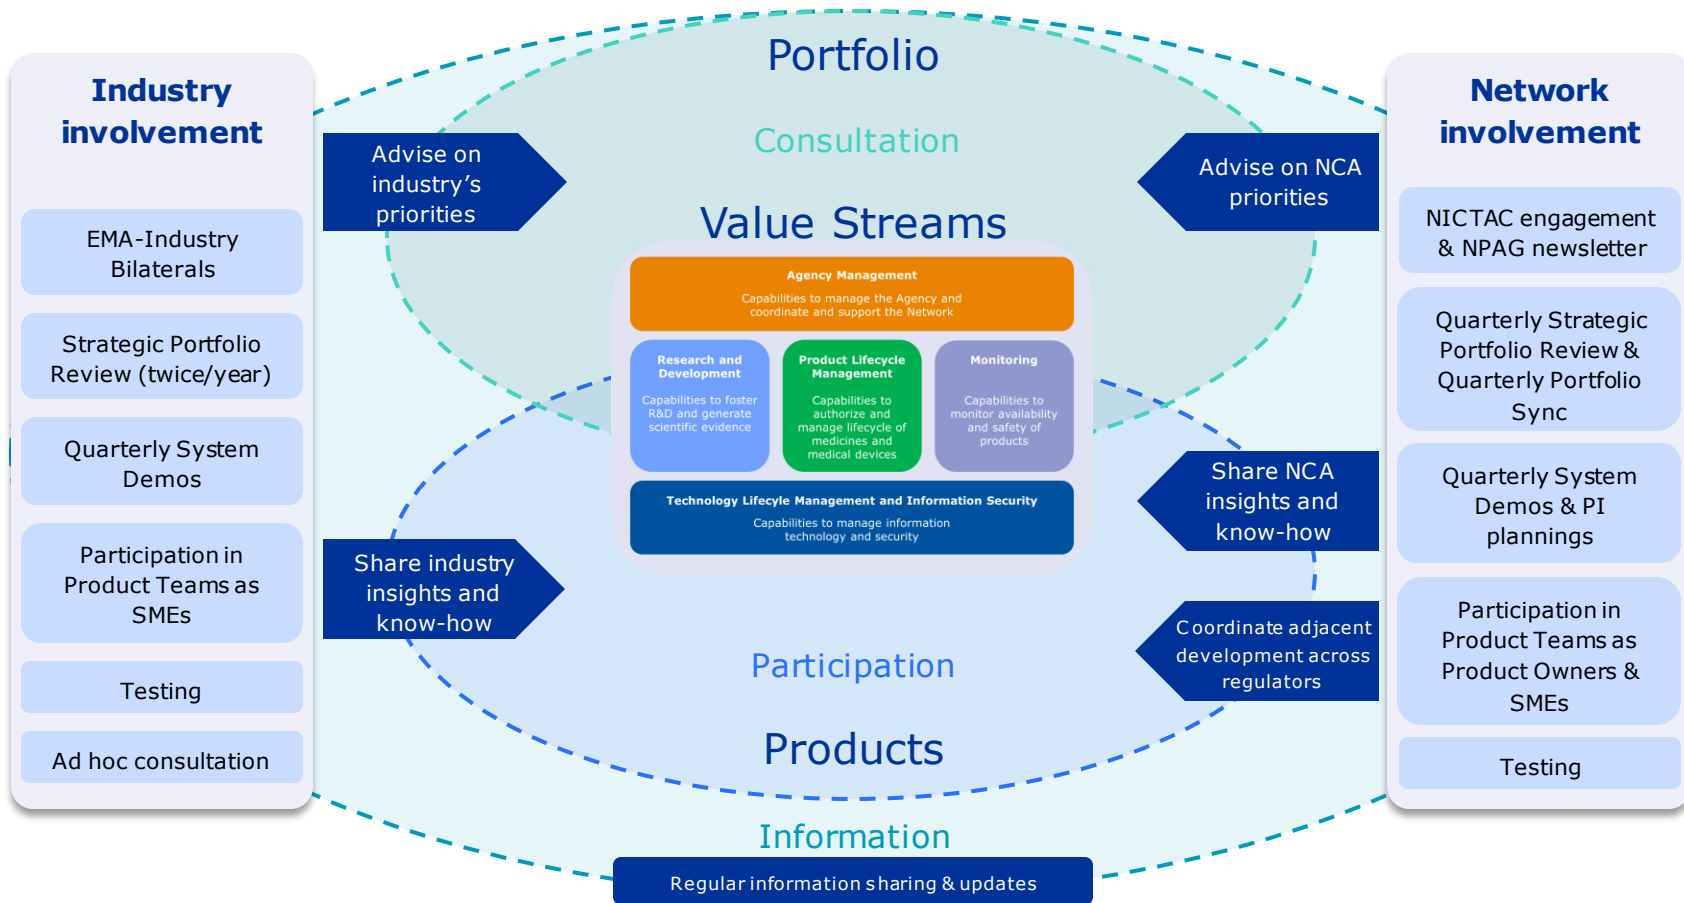 Industry
involvement
EMA-Industry
Bilaterals
Strategic Portfolio
Review (twice/year)
Quarterly System
Demos
Participation in
Product Teams as
SMEs
Testing
Ad hoc consultation
Advise on
industry’s
priorities
Share industry
insights and
know-how
Portfolio
Consultation
Value Streams
Agency Management
Capabilities to manage the Agency and
coordinate and support the Network
Research and
Development
Capabilities to foster
R&D and generate
scientific evidence
Product Lifecycle
Management
Capabilities to
authorize and
manage lifecycle of
medicines and
medical devices
Monitoring
Capabilities to
monitor availability
and safety of
products
Technology Lifecyle Management and Information Security
Capabilities to manage information
technology and security
Participation
Products
Information
Regular information sharing & updates
Advise on NCA
priorities
Share NCA
insights and
know-how
Coordinate adjacent
development across
regulators
Network
involvement
NICTAC engagement
& NPAG newsletter
Quarterly Strategic
Portfolio Review &
Quarterly Portfolio
Sync
Quarterly System
Demos & PI
plannings
Participation in
Product Teams as
Product Owners &
SMEs
Testing